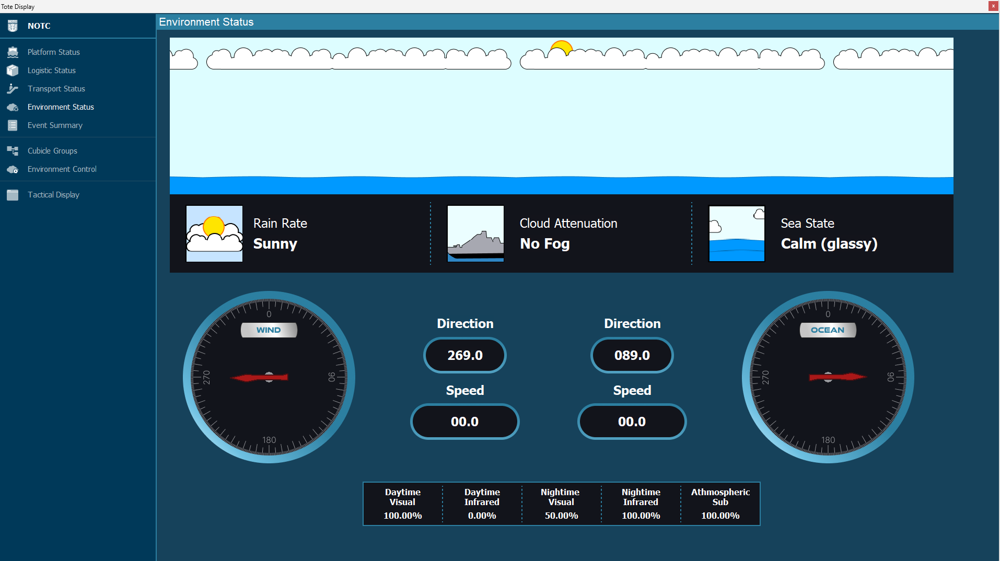 Tote Display
x
NOTC
NOTC
Platform Status
Logistic Status
Transport Status
Environment Status
Event Summary
Cubicle Groups
Environment Control
Tactical Display
Environment Status
Rain Rate
Sunny
Cloud Attenuation
No Fog
Sea State
Calm (glassy)
0
WIND
270
90
180
Direction
269.0
Speed
00.0
Direction
089.0
Speed
00.0
0
OCEAN
270
90
180
Daytime
Visual
100.00%
Daytime
Infrared
0.00%
Nightime
Visual
50.00%
Nightime
Infrared
100.00%
Athmospheric
Sub
100.00%